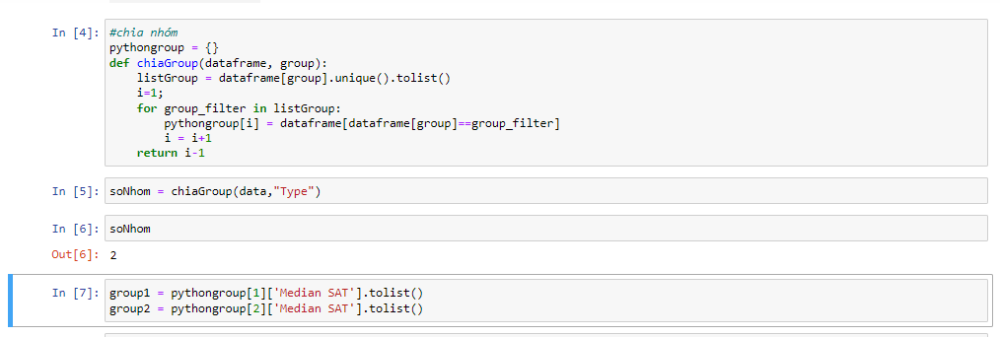 In [4]: #chia nhóm
pythongroup = {}
def chiaGroup(dataframe, group):
    listGroup = dataframe[group].unique().tolist()
    i=1;
    for group_filter in listGroup:
        pythongroup[i] = dataframe[dataframe[group]==group_filter]
        i = i+1
    return i-1
In [5]: soNhom = chiaGroup(data,"Type")
In [6]: soNhom
Out[6]: 2
In [7]: group1 = pythongroup[1]['Median SAT'].tolist()
group2 = pythongroup[2]['Median SAT'].tolist()